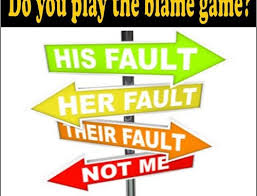 Do you play the blame game?
HIS FAULT
HER FAULT
THEIR FAULT
NOT ME